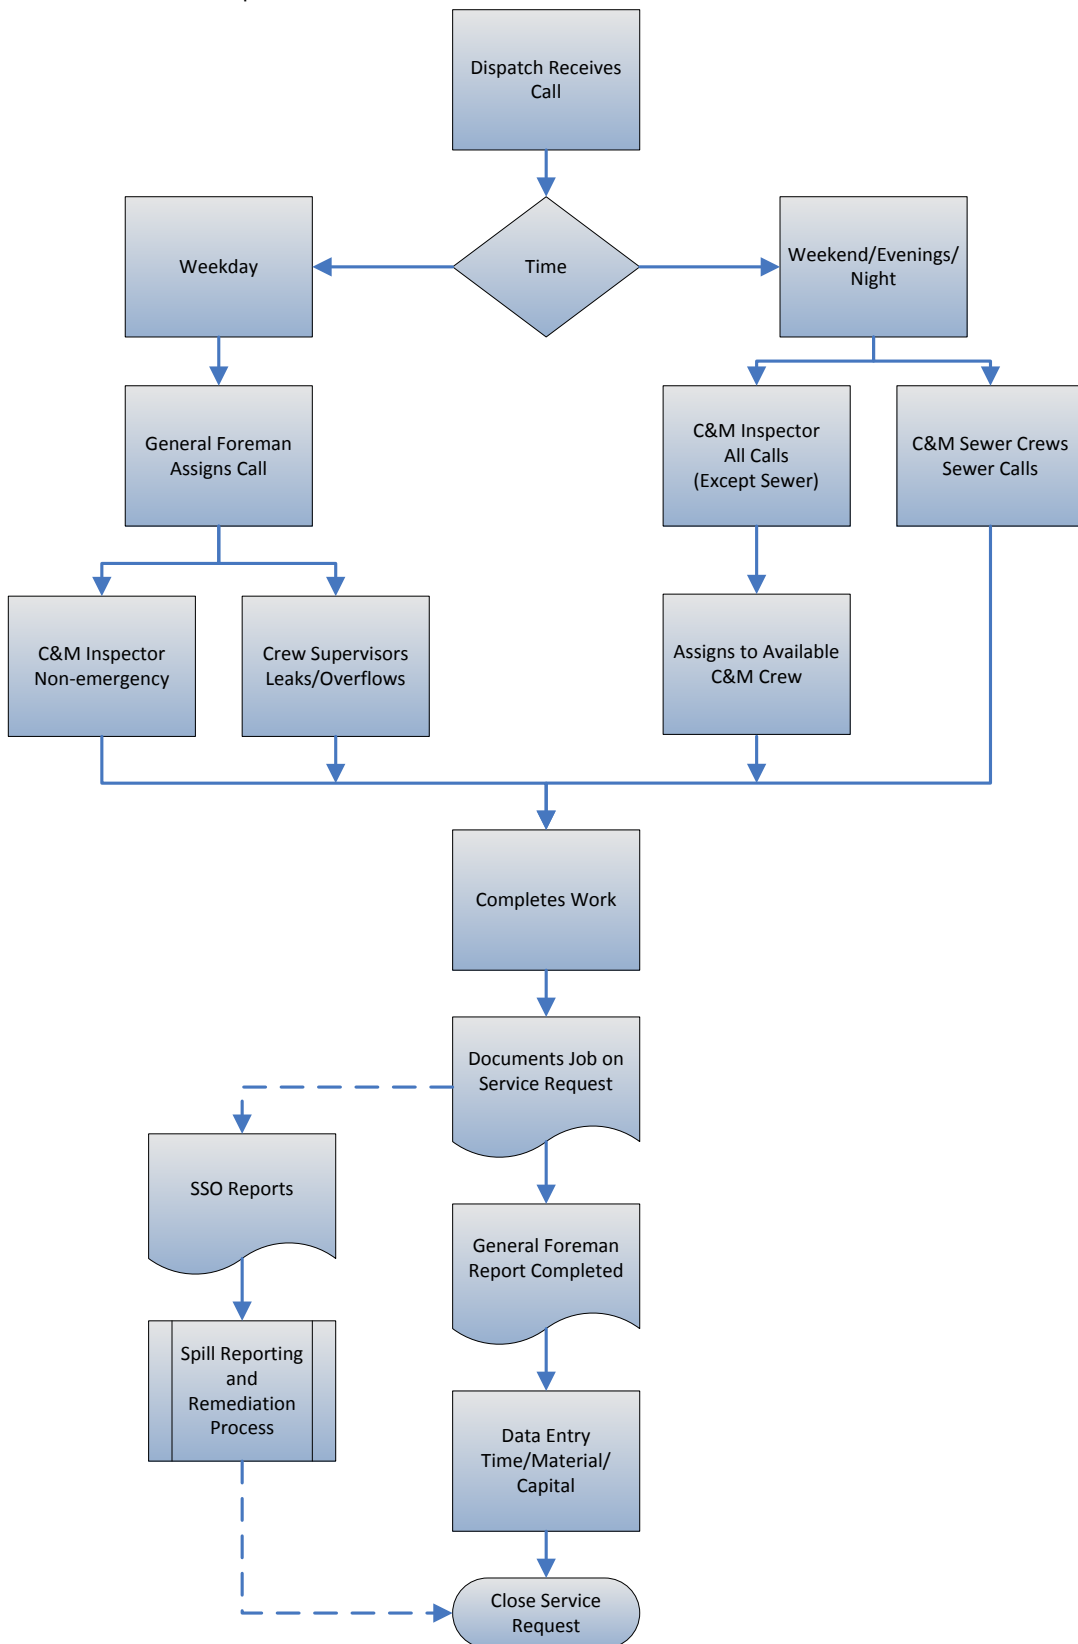 Dispatch Receives
Call
Weekday
Time
Weekend/Evenings/
Night
General Foreman
Assigns Call
C&M Inspector
All Calls
(Except Sewer)
C&M Sewer Crews
Sewer Calls
C&M Inspector
Non-emergency
Crew Supervisors
Leaks/Overflows
Assigns to Available
C&M Crew
Completes Work
Documents Job on
Service Request
SSO Reports
General Foreman
Report Completed
Spill Reporting
and
Remediation
Process
Data Entry
Time/Material/
Capital
Close Service
Request